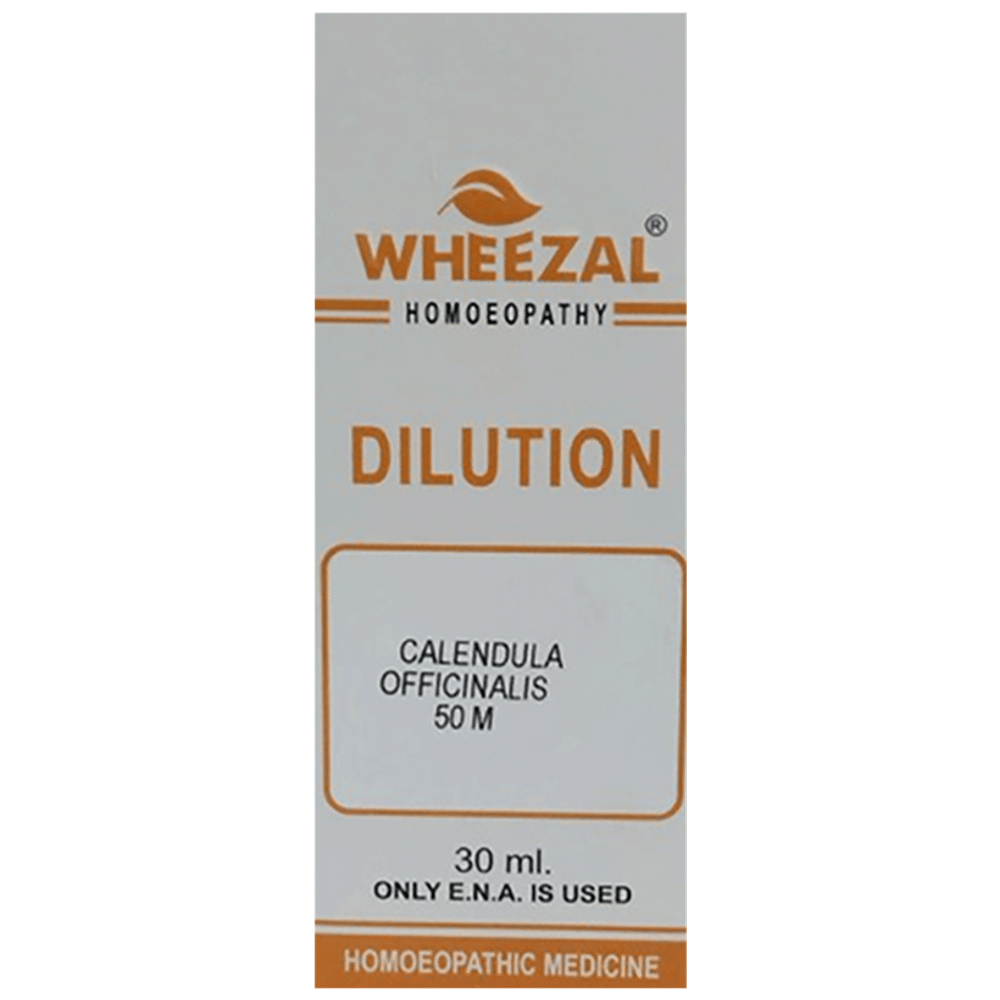 WHEEZAL®
HOMOEOPATHY
DILUTION
CALENDULA
OFFICINALIS
50 M
30 ml.
ONLY E.N.A. IS USED
HOMOEOPATHIC MEDICINE